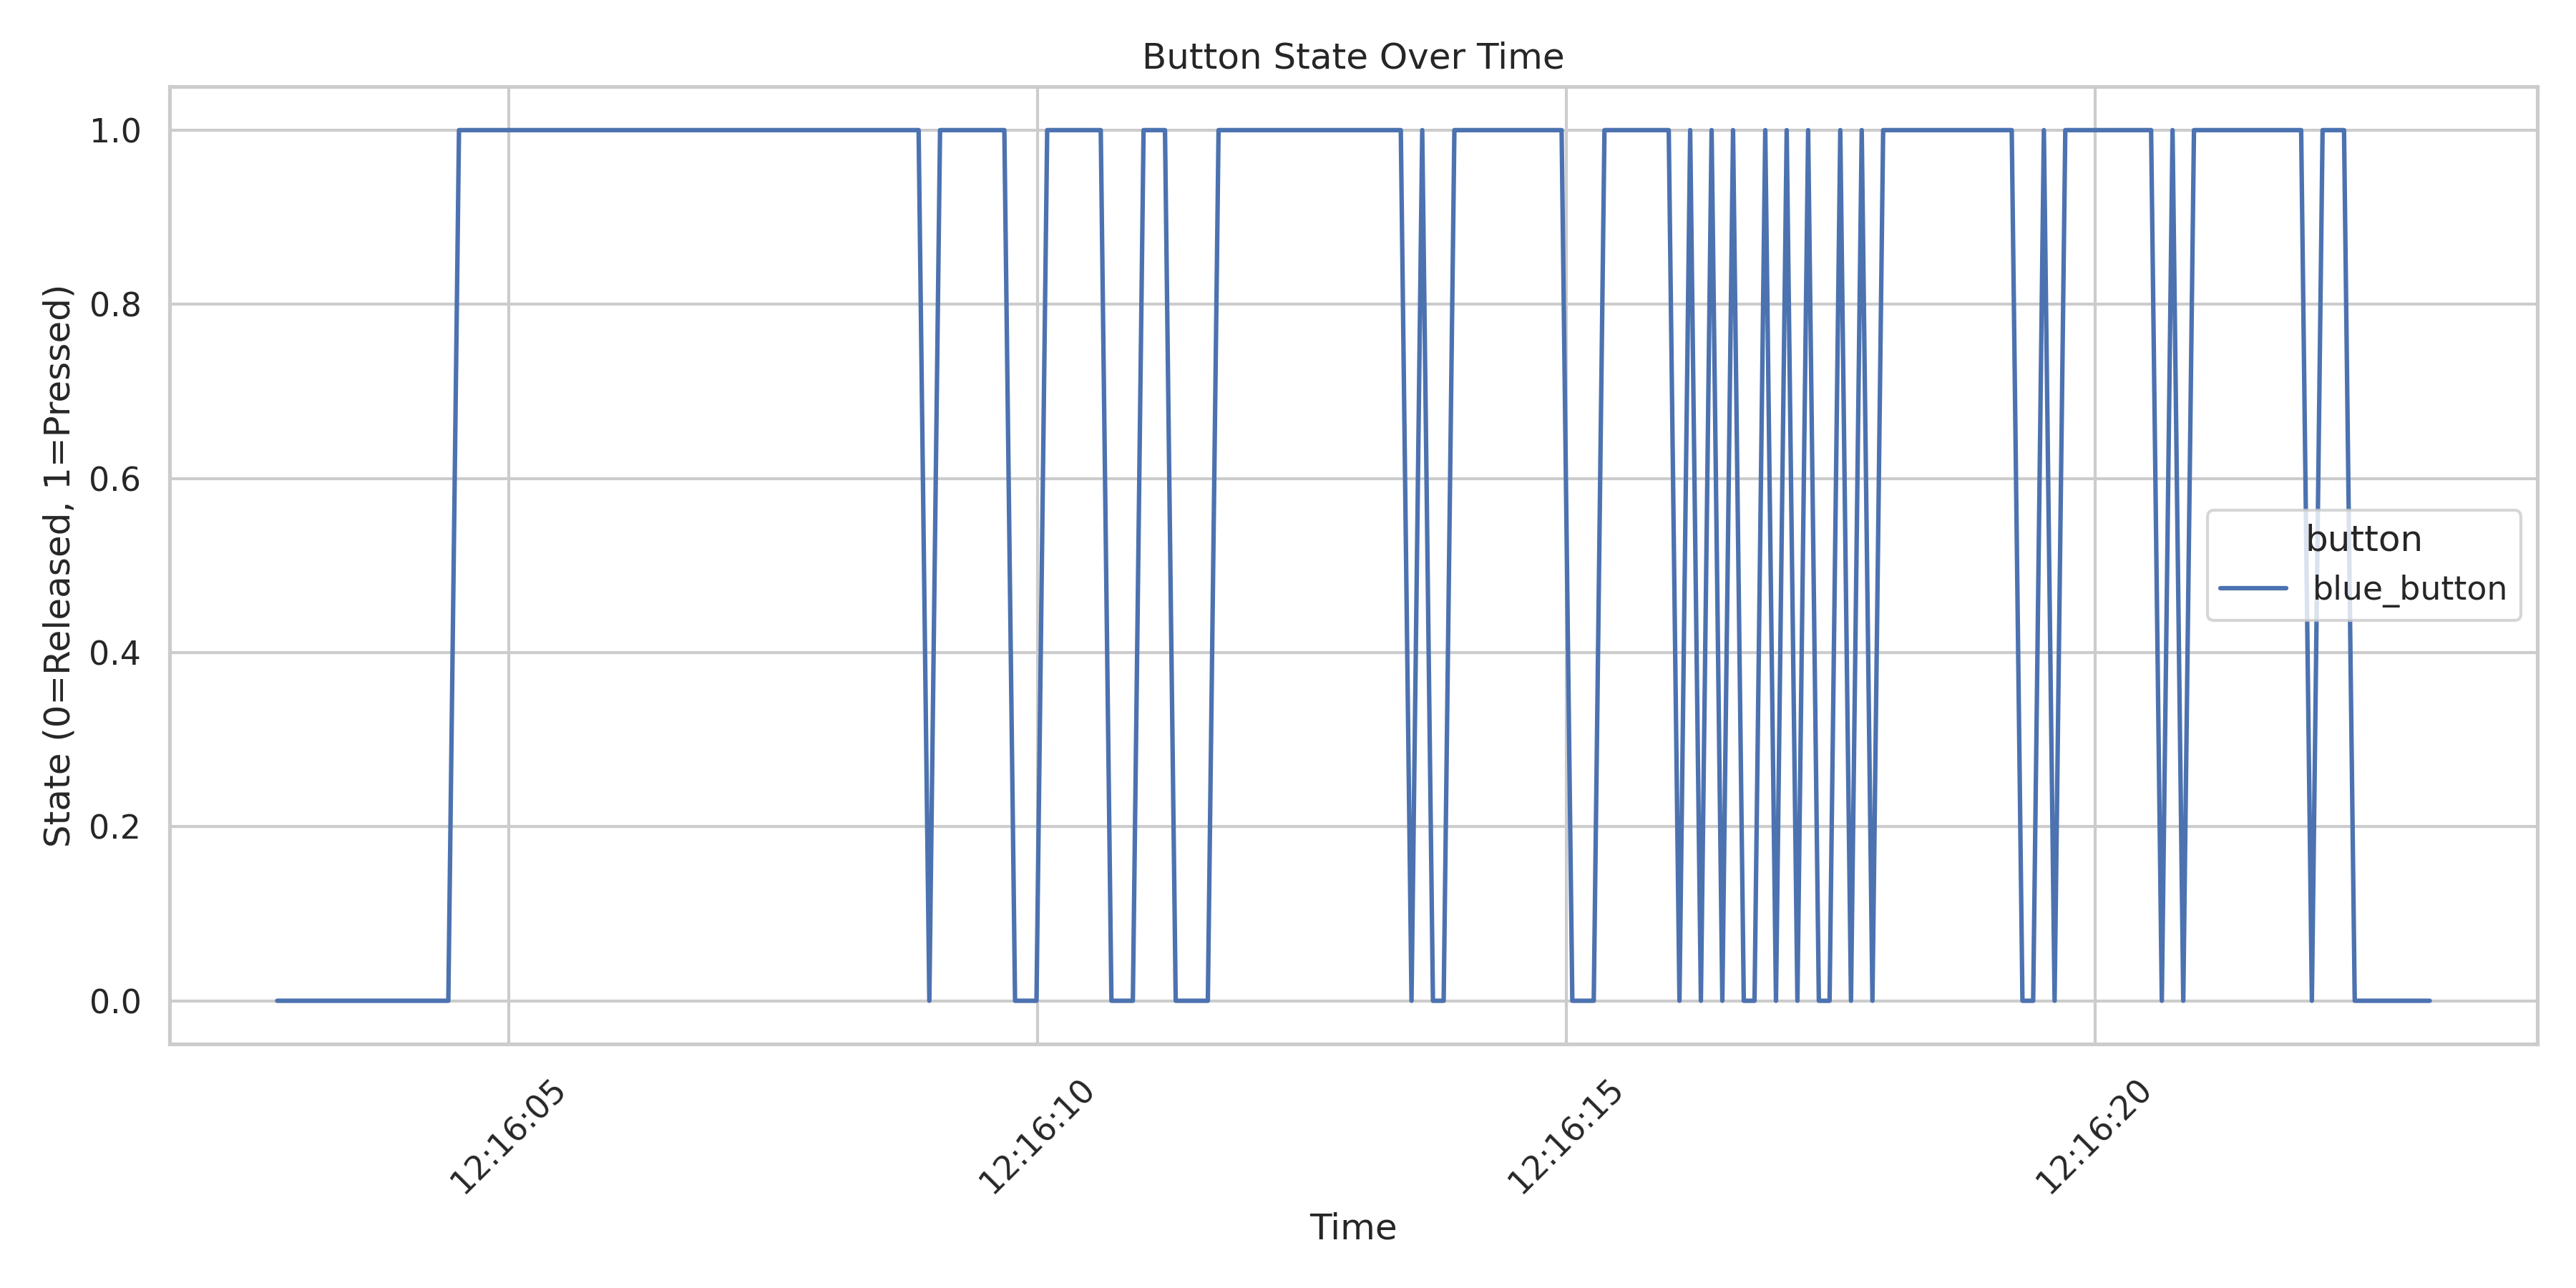 Button State Over Time
State (0=Released, 1=Pressed)
1.0
0.8
0.6
0.4
0.2
0.0
button
blue_button
12:16:05
12:16:10
12:16:15
12:16:20
Time